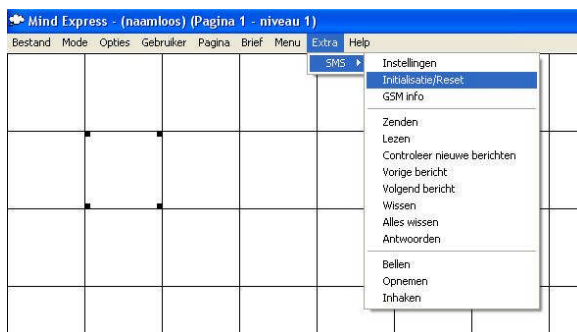 Mind Express - (naamloos) (Pagina 1 - niveau 1)
Bestand Mode Opties Gebruiker Pagina Brief Menu Extra Help
SMS
Instellingen
Initialisatie/Reset
GSM info
Zenden
Lezen
Controleer nieuwe berichten
Vorige bericht
Volgend bericht
Wissen
Alles wissen
Antwoorden
Bellen
Opnemen
Inhaken